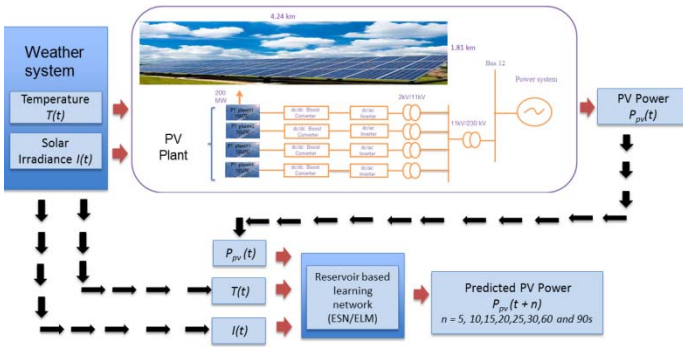 4.24 km
1.81 km
Weather
system
Temperature
T(t)
Solar
Irradiance I(t)
200
MW
PV
Plant
dc/dc Boost
Converter
dc/ac
Inverter
dc/dc Boost
Converter
dc/ac
Inverter
dc/dc Boost
Converter
dc/ac
Inverter
dc/dc Boost
Converter
dc/ac
Inverter
2kV/11kV
11kV/230 kV
Bus 12
Power system
PV Power
Ppv(t)
Ppv(t)
T(t)
I(t)
Reservoir based
learning
network
(ESN/ELM)
Predicted PV Power
Ppv(t + n)
n = 5, 10,15,20,25,30,60 and 90s